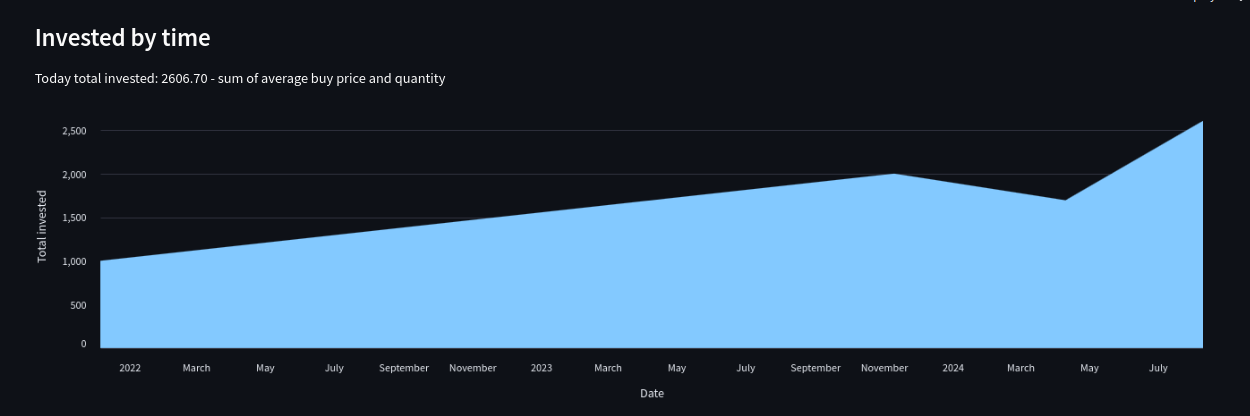 Invested by time
Today total invested: 2606.70 - sum of average buy price and quantity
2,500
2,000
1,500
1,000
500
0
Total invested
2022 March May July September November 2023 March May July September November 2024 March May July
Date